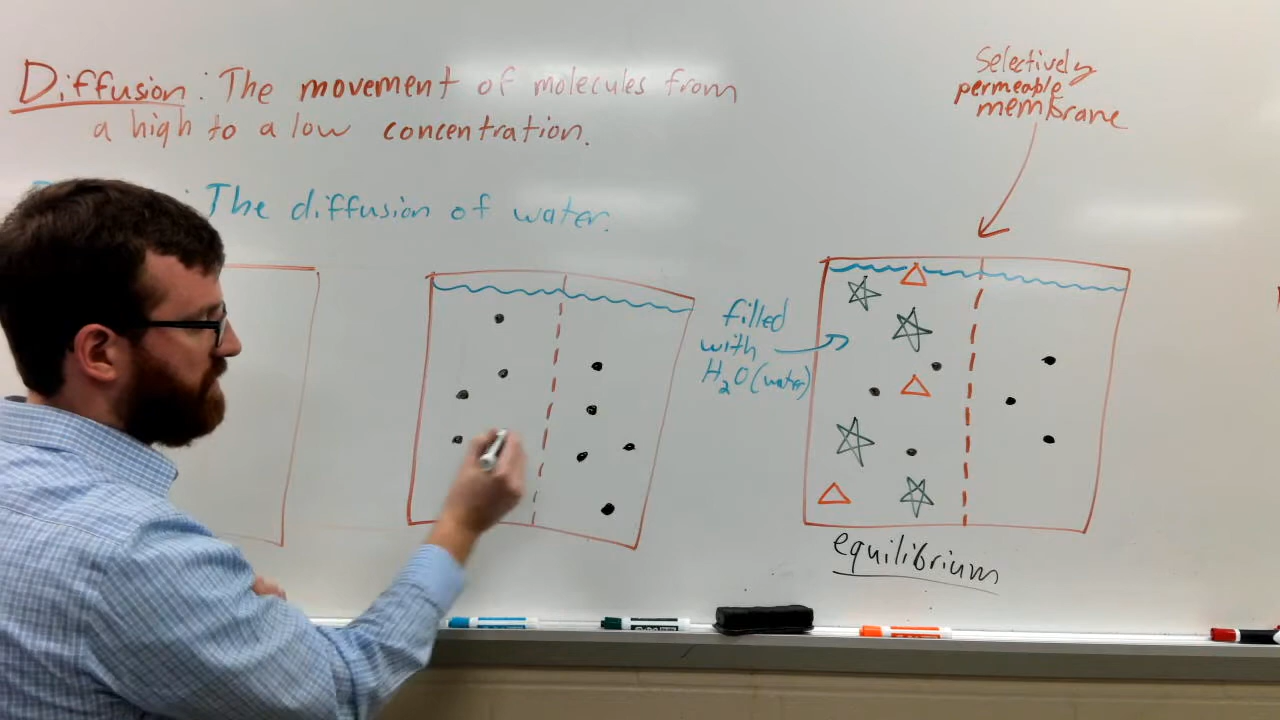 Diffusion: The movement of molecules from
a high to a low concentration.
: The diffusion of water.
Selectively
permeable
membrane
filled
with
H₂O (water)
equilibrium